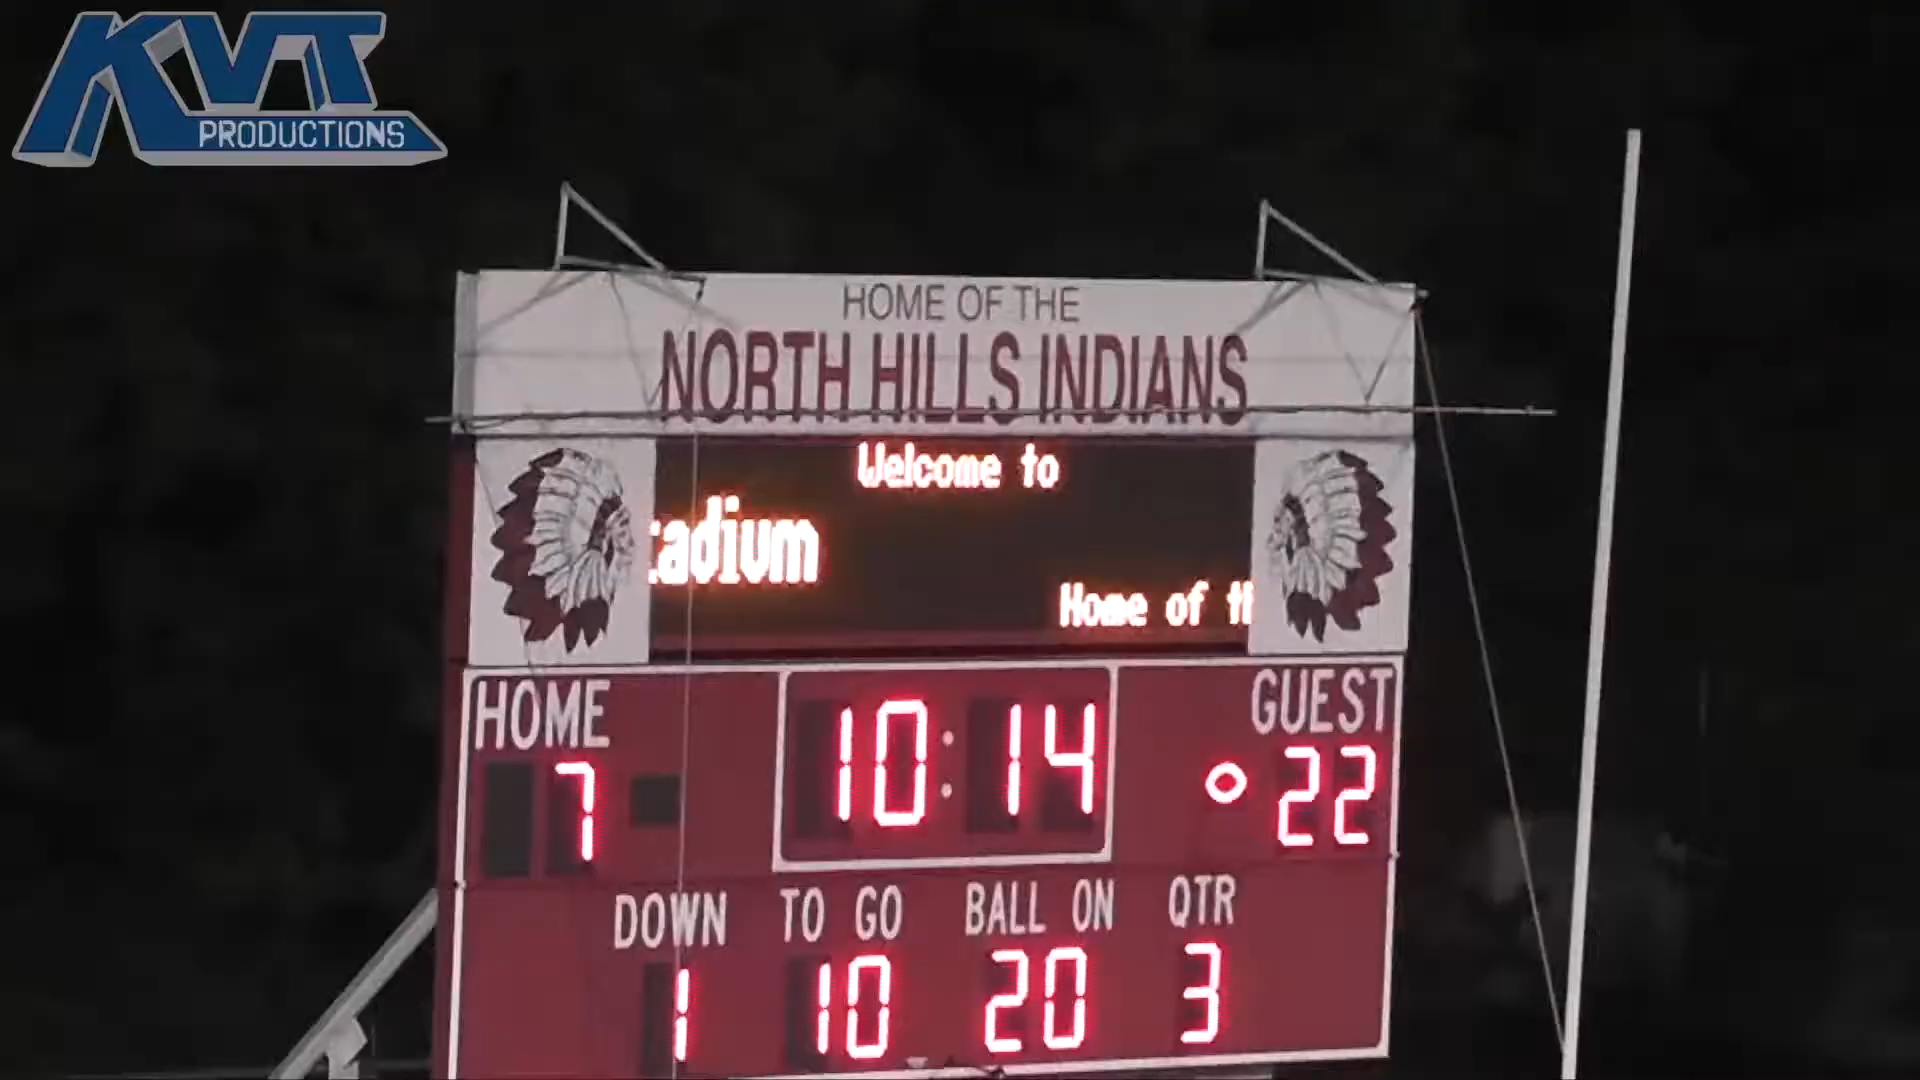 KVT
PRODUCTIONS
HOME OF THE
NORTH HILLS INDIANS
Welcome to
tadium
Home of th
HOME 10:14 GUEST
7 22
DOWN TO GO BALL ON QTR
1 10 20 3